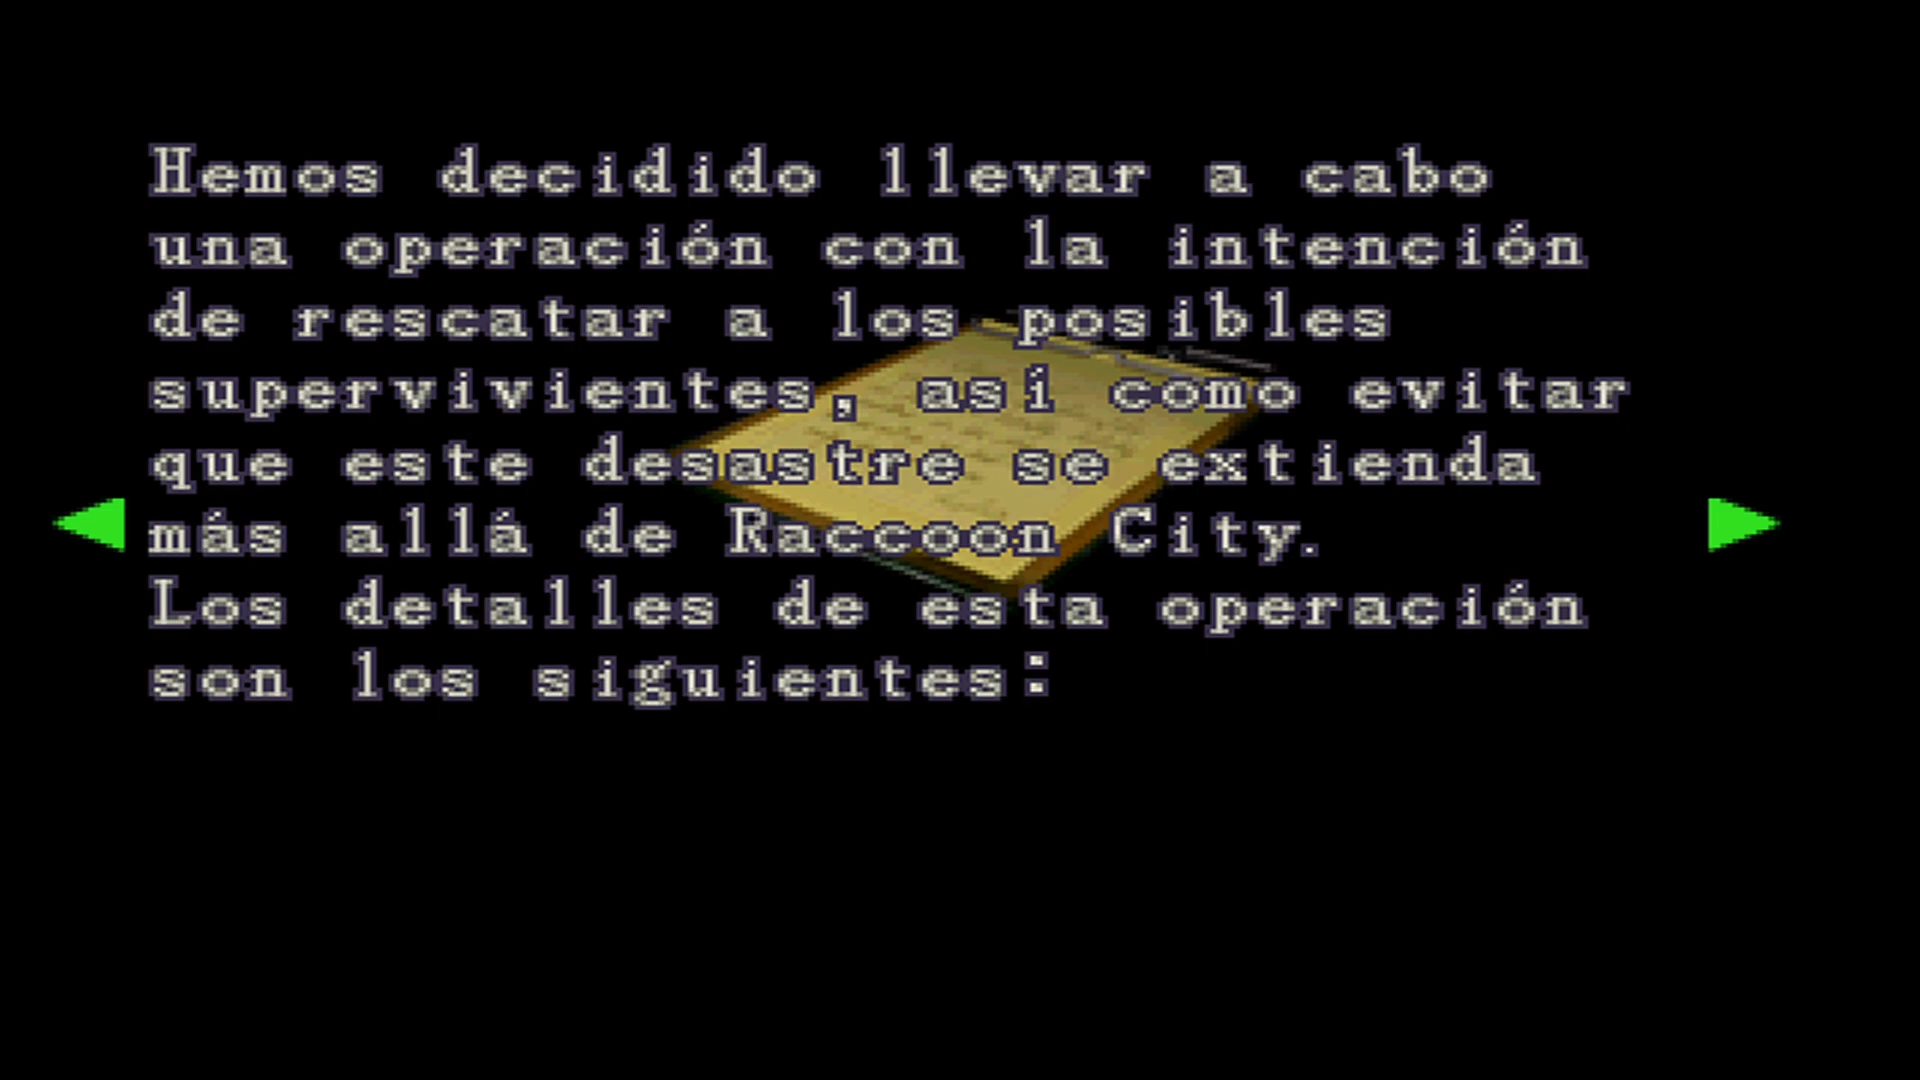 Hemos decidido llevar a cabo
una operación con la intención
de rescatar a los posibles
supervivientes, así como evitar
que este desastre se extienda
más allá de Raccoon City.
Los detalles de esta operación
son los siguientes: